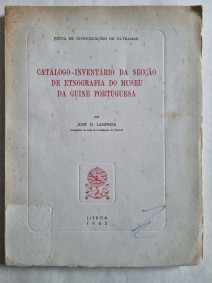 JUNTA DE INVESTIGAÇÕES DO ULTRAMAR
CATÁLOGO-INVENTÁRIO DA SECÇÃO
DE ETNOGRAFIA DO MUSEU
DA GUINÉ PORTUGUESA
POR
JOSÉ D. LAMPREIA
LISBOA
1962